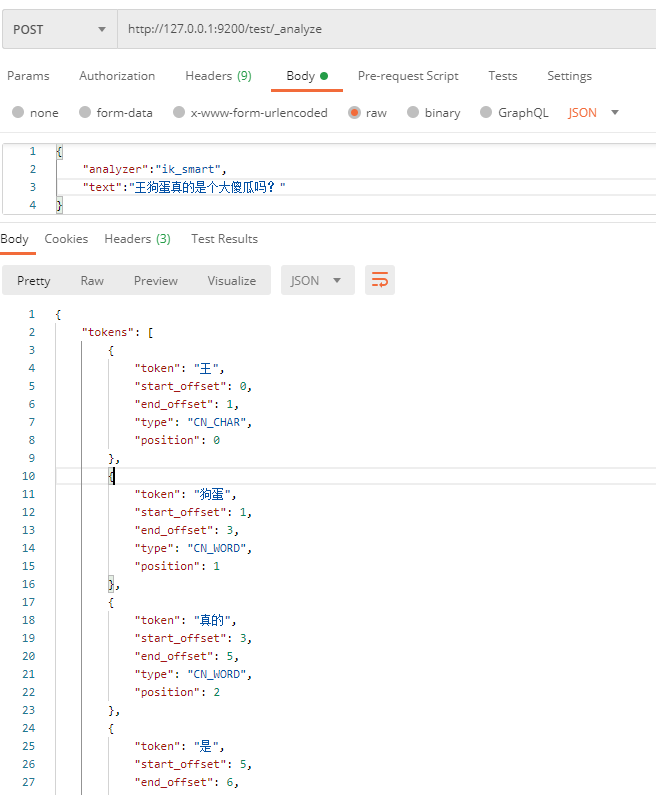 POST http://127.0.0.1:9200/test/_analyze
Params Authorization Headers (9) Body Pre-request Script Tests Settings
none form-data x-www-form-urlencoded raw binary GraphQL JSON
1 {
2 "analyzer":"ik_smart",
3 "text":"王狗蛋真的是个大傻瓜吗？"
4 }
Body Cookies Headers (3) Test Results
Pretty Raw Preview Visualize JSON
1 {
2 "tokens": [
3 {
4 "token": "王",
5 "start_offset": 0,
6 "end_offset": 1,
7 "type": "CN_CHAR",
8 "position": 0
9 },
10 {
11 "token": "狗蛋",
12 "start_offset": 1,
13 "end_offset": 3,
14 "type": "CN_WORD",
15 "position": 1
16 },
17 {
18 "token": "真的",
19 "start_offset": 3,
20 "end_offset": 5,
21 "type": "CN_WORD",
22 "position": 2
23 },
24 {
25 "token": "是",
26 "start_offset": 5,
27 "end_offset": 6,